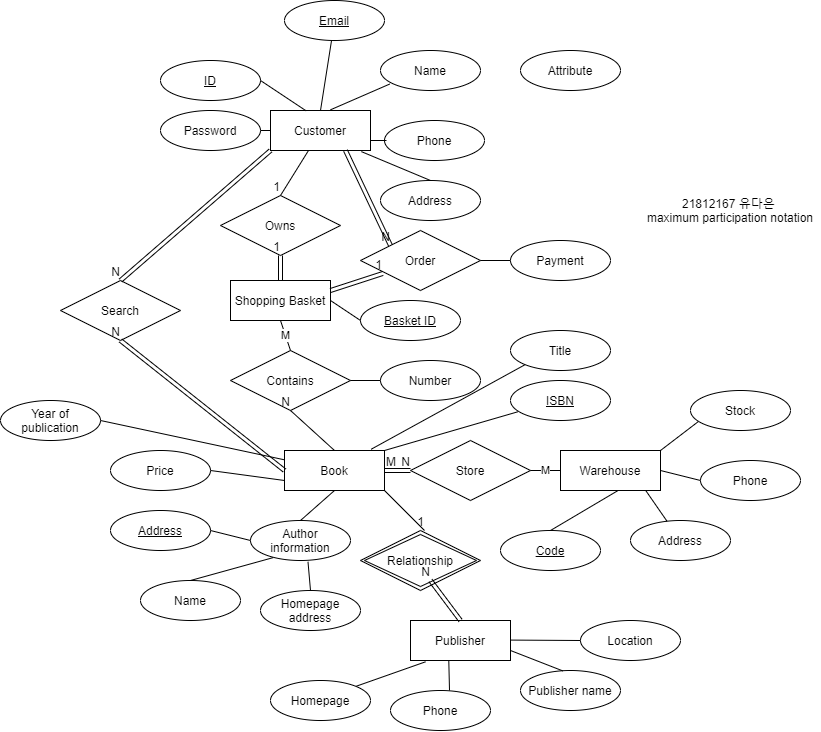 Email
ID
Name
Attribute
Password
Customer
Phone
Address
1
21812167 유다은
maximum participation notation
Owns
M
1
1
Order
Payment
N
Search
N
Shopping Basket
Basket ID
M
Contains
Number
N
Title
ISBN
Year of
publication
Stock
Price
Book
M
N
Store
M
Warehouse
Phone
Address
Author
information
1
Code
Address
Relationship
N
Name
Homepage
address
Publisher
Location
Homepage
Phone
Publisher name